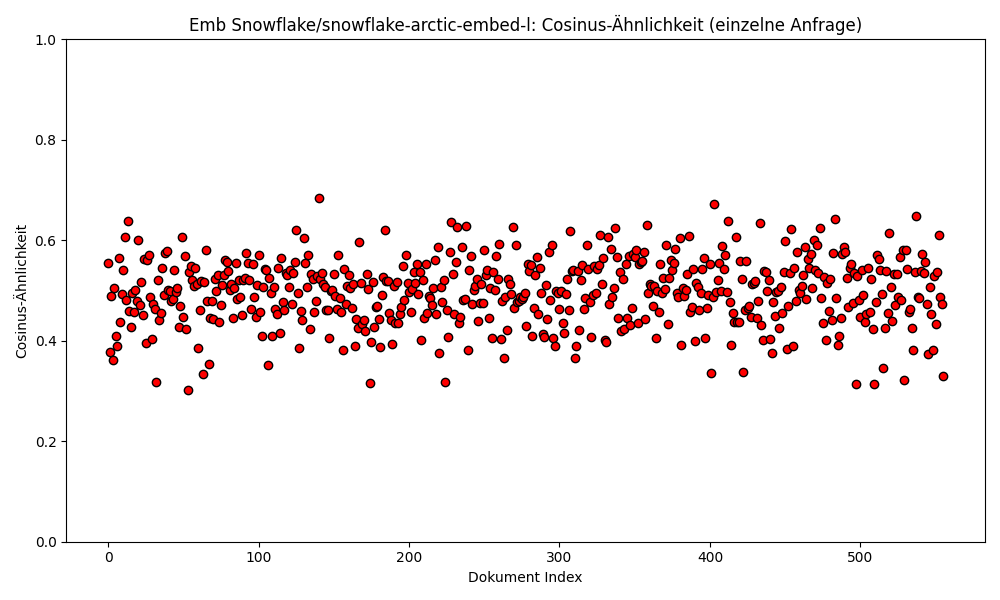 Emb Snowflake/snowflake-arctic-embed-l: Cosinus-Ähnlichkeit (einzelne Anfrage)
1.0
0.8
0.6
0.4
0.2
0.0
Cosinus-Ähnlichkeit
0 100 200 300 400 500
Dokument Index